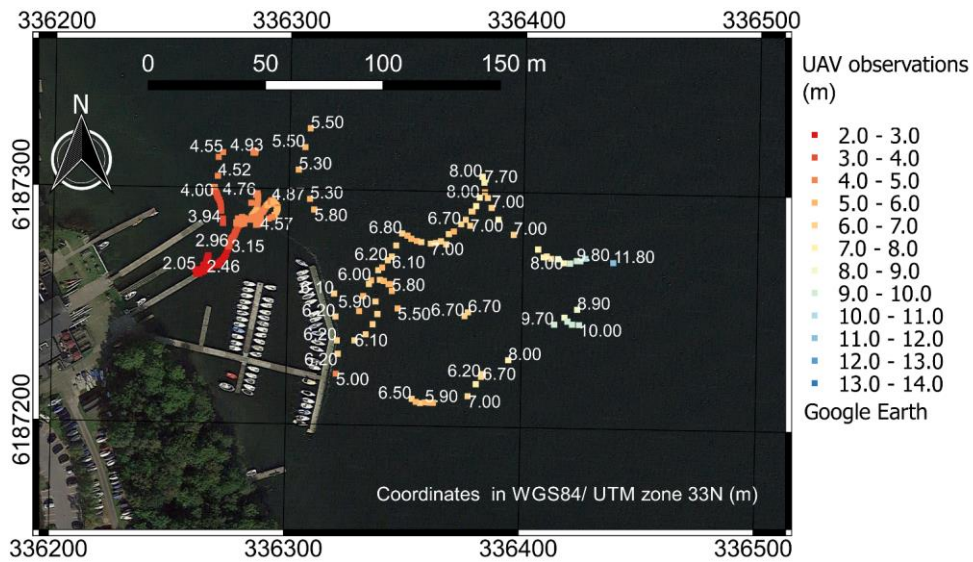 336200 336300 336400 336500
0 50 100 150 m
N
6187300
6187200
5.50
4.55 4.93 5.50
8.00
7.70
4.52 5.30
4.00 4.76 4.87 5.30 8.00 7.00
5.80
3.94 4.57 6.80 6.70 7.00 7.00
2.96 3.15 7.00
2.05 2.46 6.20 6.10 8.00 9.80 11.80
6.00
5.80
5.90 5.50 6.70 6.70 8.90
6.20 9.70 10.00
6.20 6.10
6.20 8.00
5.00 6.20 6.70
6.50 5.90 7.00
Coordinates in WGS84/ UTM zone 33N (m)
336200 336300 336400 336500
UAV observations
(m)
2.0 - 3.0
3.0 - 4.0
4.0 - 5.0
5.0 - 6.0
6.0 - 7.0
7.0 - 8.0
8.0 - 9.0
9.0 - 10.0
10.0 - 11.0
11.0 - 12.0
12.0 - 13.0
13.0 - 14.0
Google Earth